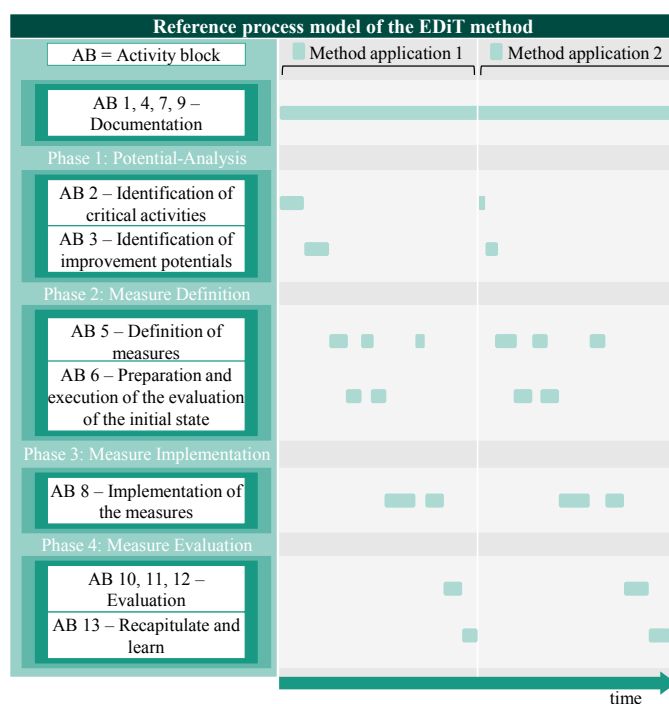 Reference process model of the EDiT method
AB = Activity block
Method application 1
Method application 2
AB 1, 4, 7, 9 –
Documentation
Phase 1: Potential-Analysis
AB 2 – Identification of
critical activities
AB 3 – Identification of
improvement potentials
Phase 2: Measure Definition
AB 5 – Definition of
measures
AB 6 – Preparation and
execution of the evaluation
of the initial state
Phase 3: Measure Implementation
AB 8 – Implementation of
the measures
Phase 4: Measure Evaluation
AB 10, 11, 12 –
Evaluation
AB 13 – Recapitulate and
learn
time